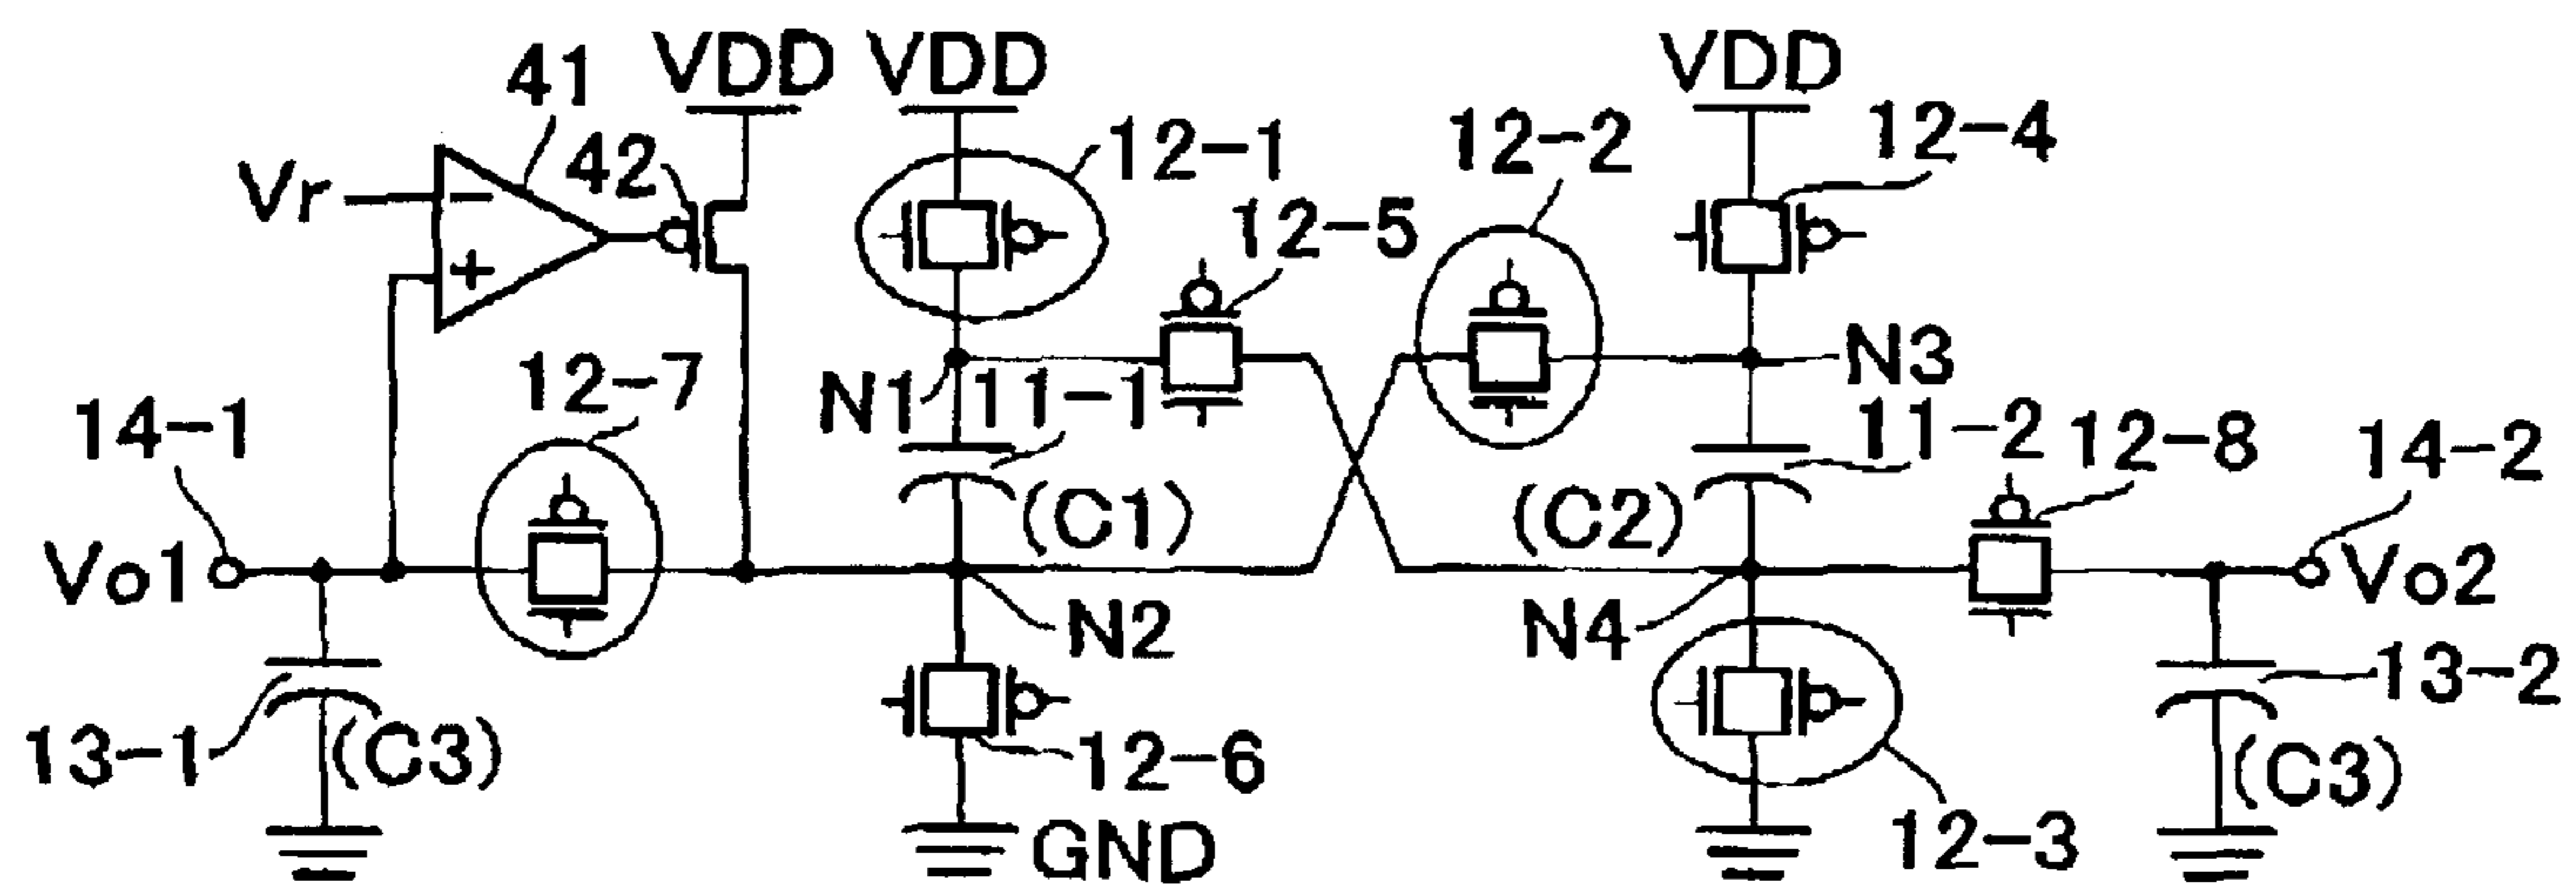 41 VDD VDD VDD
Vr − 42 12-1 12-2 12-4
+ 12-5
12-7 N1 11-1 N3
14-1 11-2 12-8 14-2
Vo1 (C1) (C2) Vo2
N2 N4
13-1 (C3) 12-6 13-2
GND 12-3 (C3)